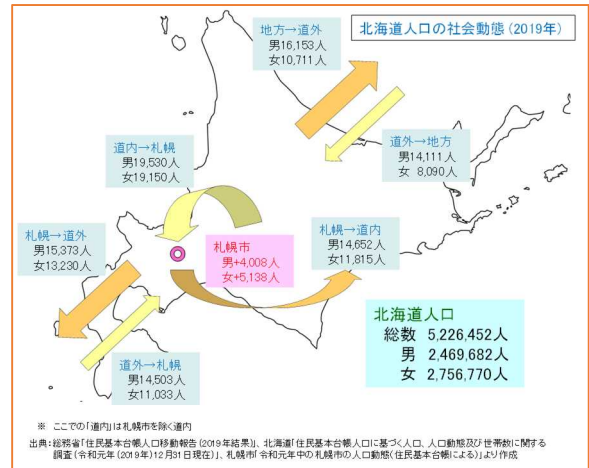 北海道人口の社会動態(2019年)
地方→道外
男16,153人
女10,711人
道外→地方
男14,111人
女 8,090人
道内→札幌
男19,530人
女19,150人
札幌→道外
男15,373人
女13,230人
札幌市
男+4,008人
女+5,138人
札幌→道内
男14,652人
女11,815人
道外→札幌
男14,503人
女11,033人
北海道人口
総数 5,226,452人
男 2,469,682人
女 2,756,770人
※ ここでの「道内」は札幌市を除く道内
出典:総務省「住民基本台帳人口移動報告(2019年結果)」、北海道「住民基本台帳人口に基づく人口、人口動態及び世帯数に関する
調査(令和元年(2019年)12月31日現在)」、札幌市「令和元年中の札幌市の人口動態(住民基本台帳による)」より作成